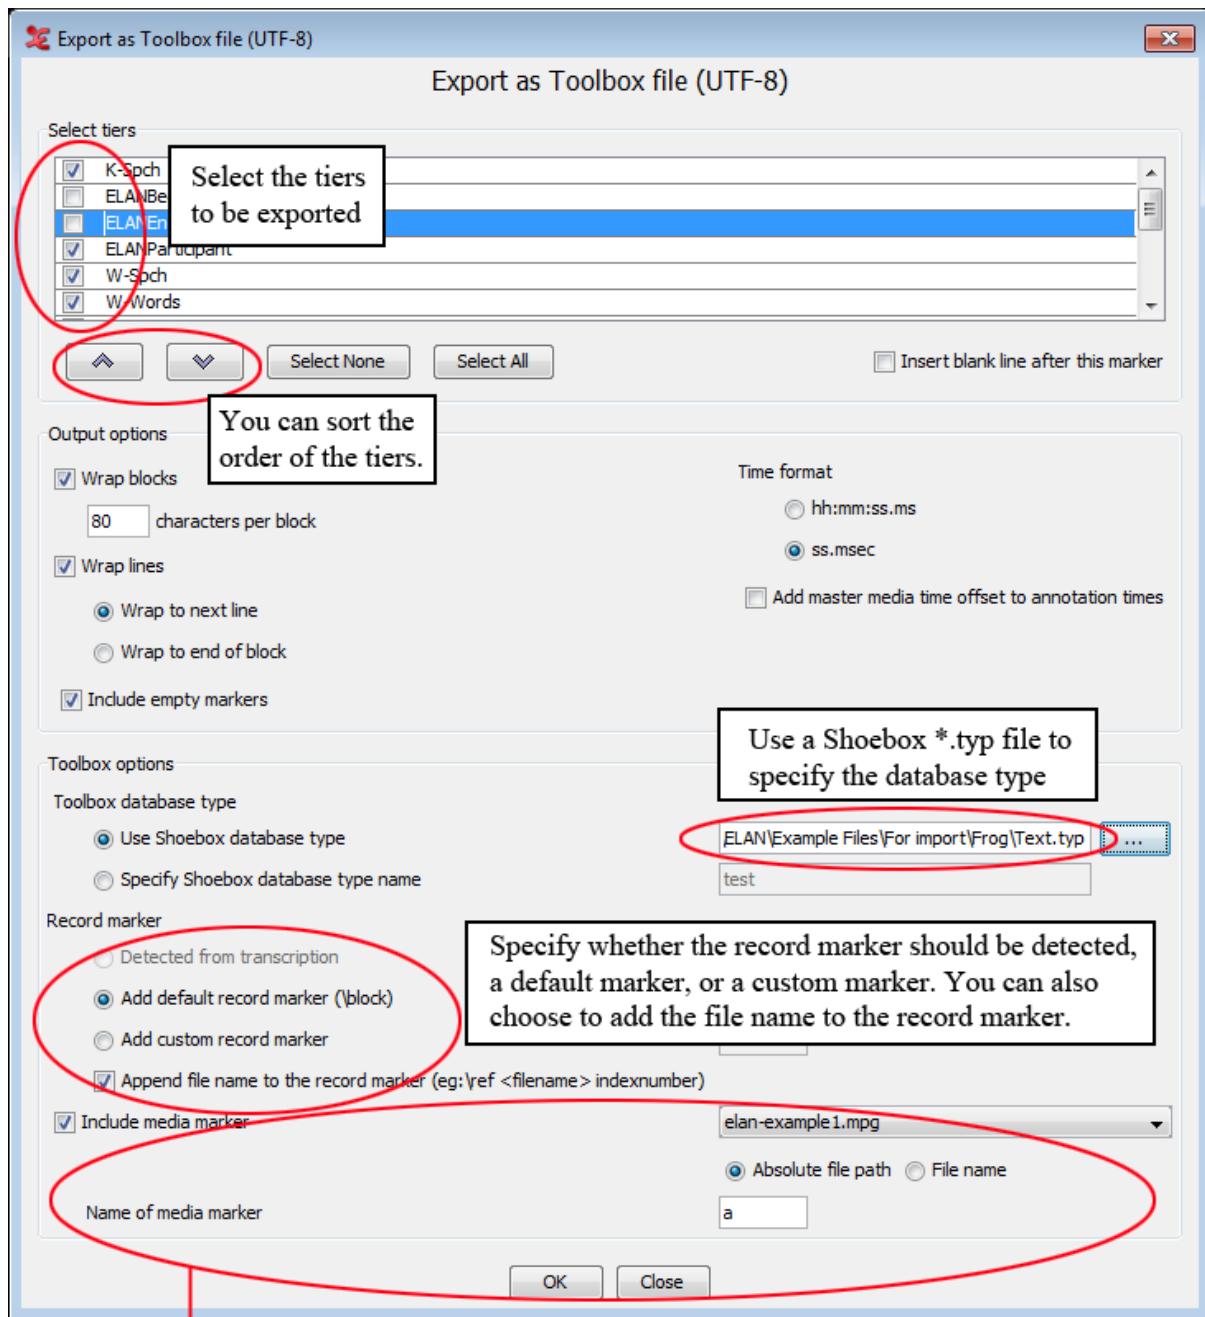 Export as Toolbox file (UTF-8)
Export as Toolbox file (UTF-8)
Select tiers
K-Spch
ELANBe
ELANEn
ELANParticipant
W-Spch
W-Words
Select the tiers
to be exported
Select None
Select All
Insert blank line after this marker
You can sort the
order of the tiers.
Output options
Wrap blocks
80 characters per block
Wrap lines
Wrap to next line
Wrap to end of block
Include empty markers
Time format
hh:mm:ss.ms
ss.msec
Add master media time offset to annotation times
Use a Shoebox *.typ file to
specify the database type
Toolbox options
Toolbox database type
Use Shoebox database type
ELAN\Example Files\For import\Frog\Text.typ
...
Specify Shoebox database type name
test
Record marker
Detected from transcription
Add default record marker (\block)
Add custom record marker
Specify whether the record marker should be detected,
a default marker, or a custom marker. You can also
choose to add the file name to the record marker.
Append file name to the record marker (eg:\ref <filename> indexnumber)
Include media marker
elan-example1.mpg
Absolute file path
File name
Name of media marker
a
OK
Close